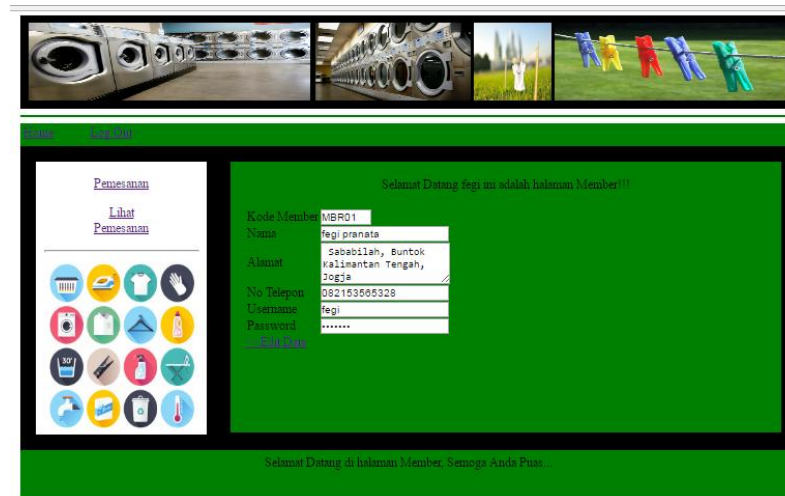 Home Log Out
Pemesanan
Lihat
Pemesanan
30'
Selamat Datang fegi ini adalah halaman Member!!!
Kode Member MBR01
Nama fegi pranata
Alamat Sababilah, Buntok
Kalimantan Tengah,
Jogja
No Telepon 082153565328
Username fegi
Password •••••••
Edit Data
Selamat Datang di halaman Member, Semoga Anda Puas...